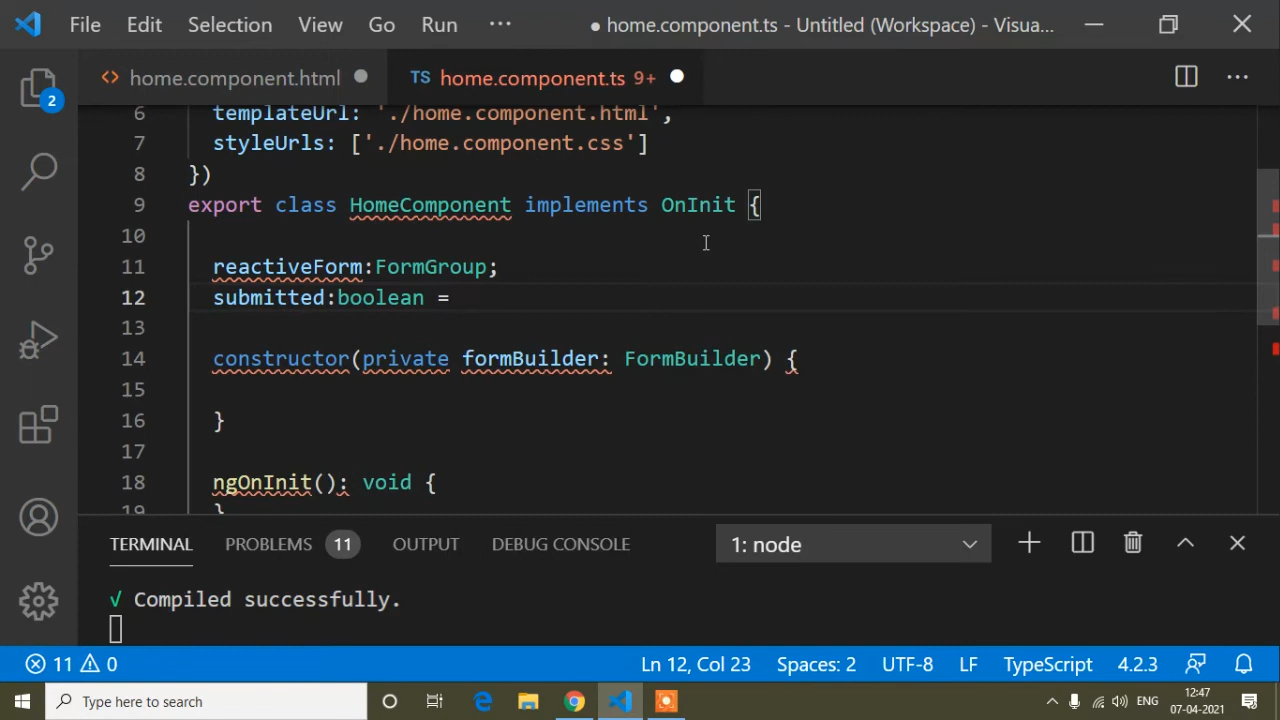 File Edit Selection View Go Run ··· ● home.component.ts - Untitled (Workspace) - Visua...
home.component.html TS home.component.ts 9+
2
6 templateUrl: './home.component.html',
7 styleUrls: ['./home.component.css']
8 })
9 export class HomeComponent implements OnInit {
10
11 reactiveForm:FormGroup;
12 submitted:boolean =
13
14 constructor(private formBuilder: FormBuilder) {
15
16 }
17
18 ngOnInit(): void {
19 }
TERMINAL PROBLEMS 11 OUTPUT DEBUG CONSOLE 1: node
√ Compiled successfully.
11 0 Ln 12, Col 23 Spaces: 2 UTF-8 LF TypeScript 4.2.3
Type here to search ENG 12:47
07-04-2021